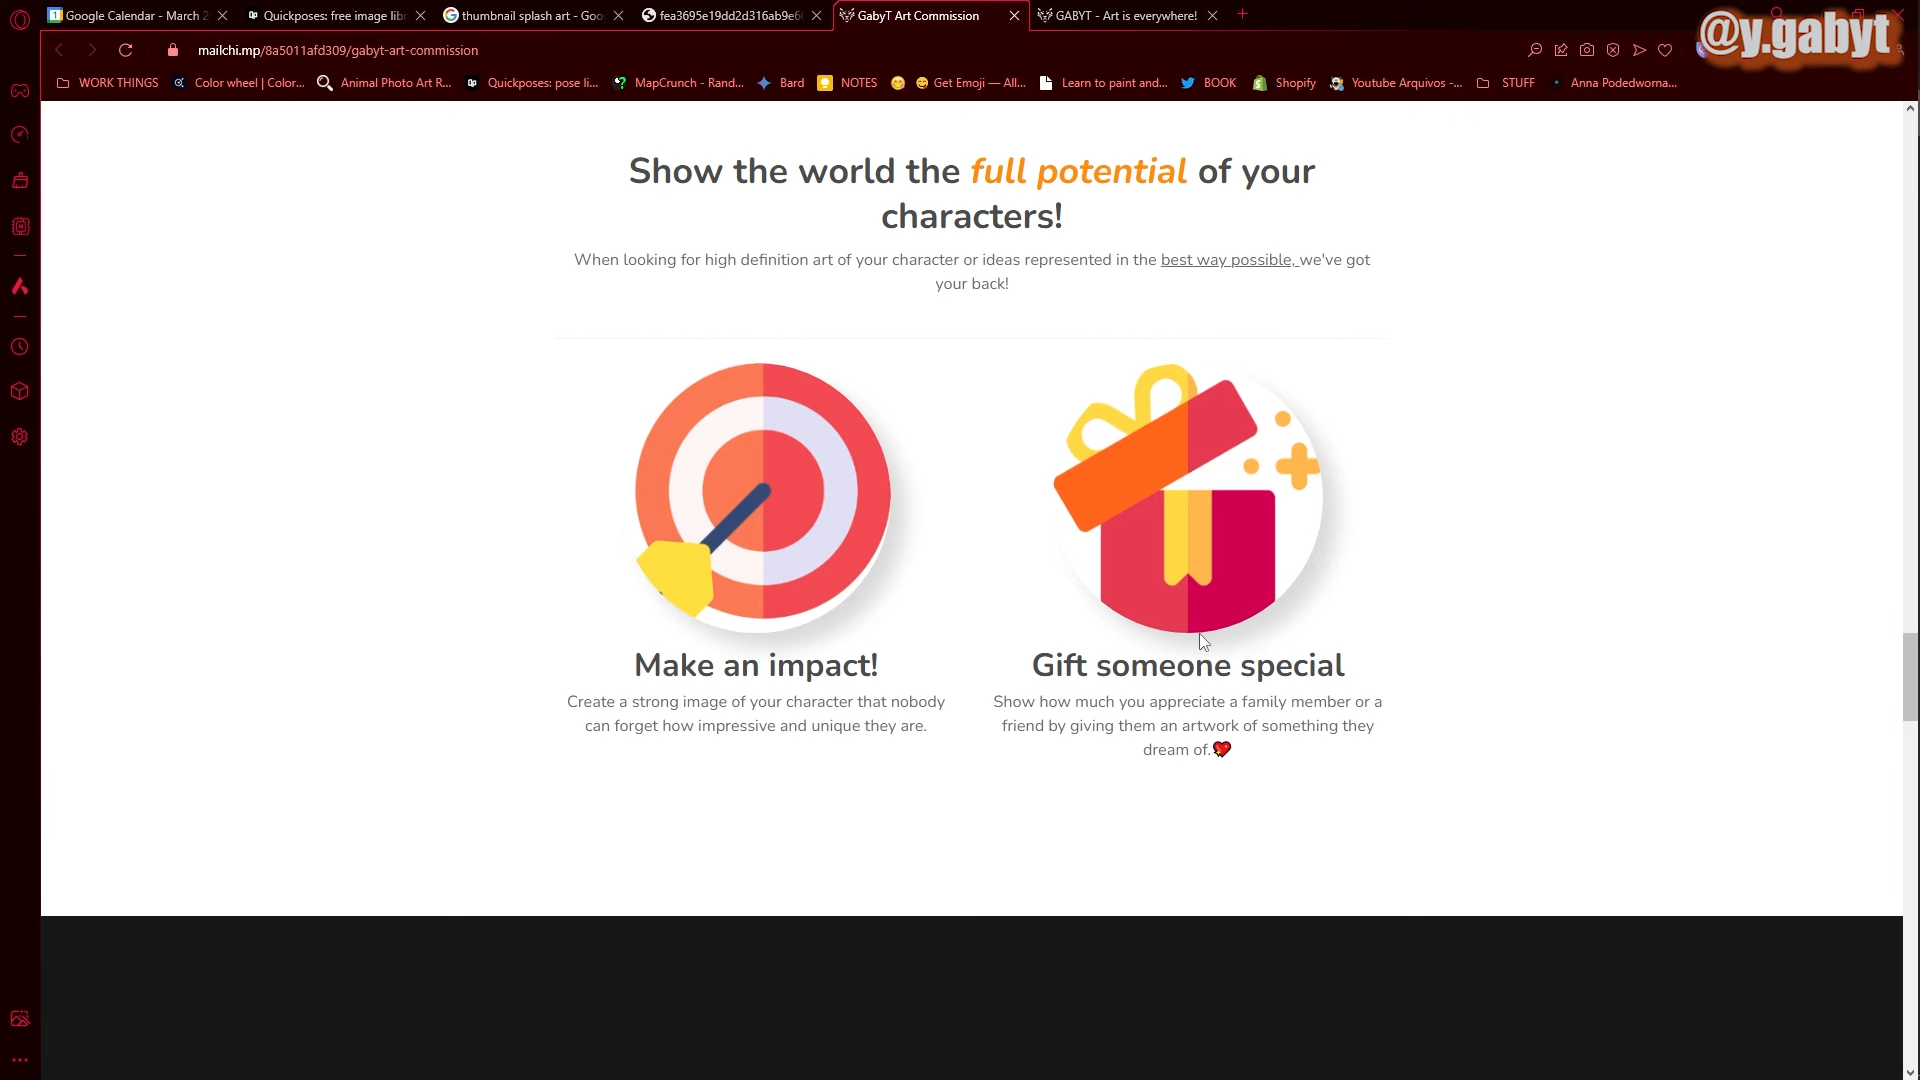 Google Calendar - March 2
Quickposes: free image libr
thumbnail splash art - Goo
fea3695e19dd2d316ab9e6
GabyT Art Commission
GABYT - Art is everywhere!
@y.gabyt
mailchi.mp/8a5011afd309/gabyt-art-commission
WORK THINGS
Color wheel | Color...
Animal Photo Art R...
Quickposes: pose li...
MapCrunch - Rand...
Bard
NOTES
Get Emoji — All...
Learn to paint and...
BOOK
Shopify
Youtube Arquivos -...
STUFF
Anna Podedworna...
Show the world the full potential of your
characters!
When looking for high definition art of your character or ideas represented in the best way possible, we've got
your back!
Make an impact!
Create a strong image of your character that nobody
can forget how impressive and unique they are.
Gift someone special
Show how much you appreciate a family member or a
friend by giving them an artwork of something they
dream of.💖